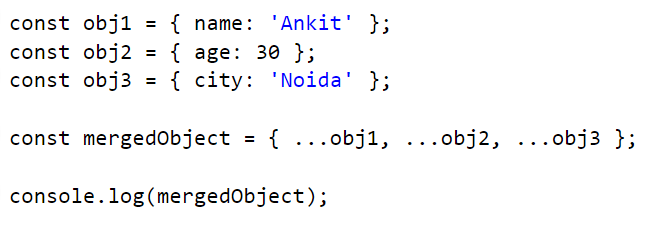 const obj1 = { name: 'Ankit' };
const obj2 = { age: 30 };
const obj3 = { city: 'Noida' };
const mergedObject = { ...obj1, ...obj2, ...obj3 };
console.log(mergedObject);